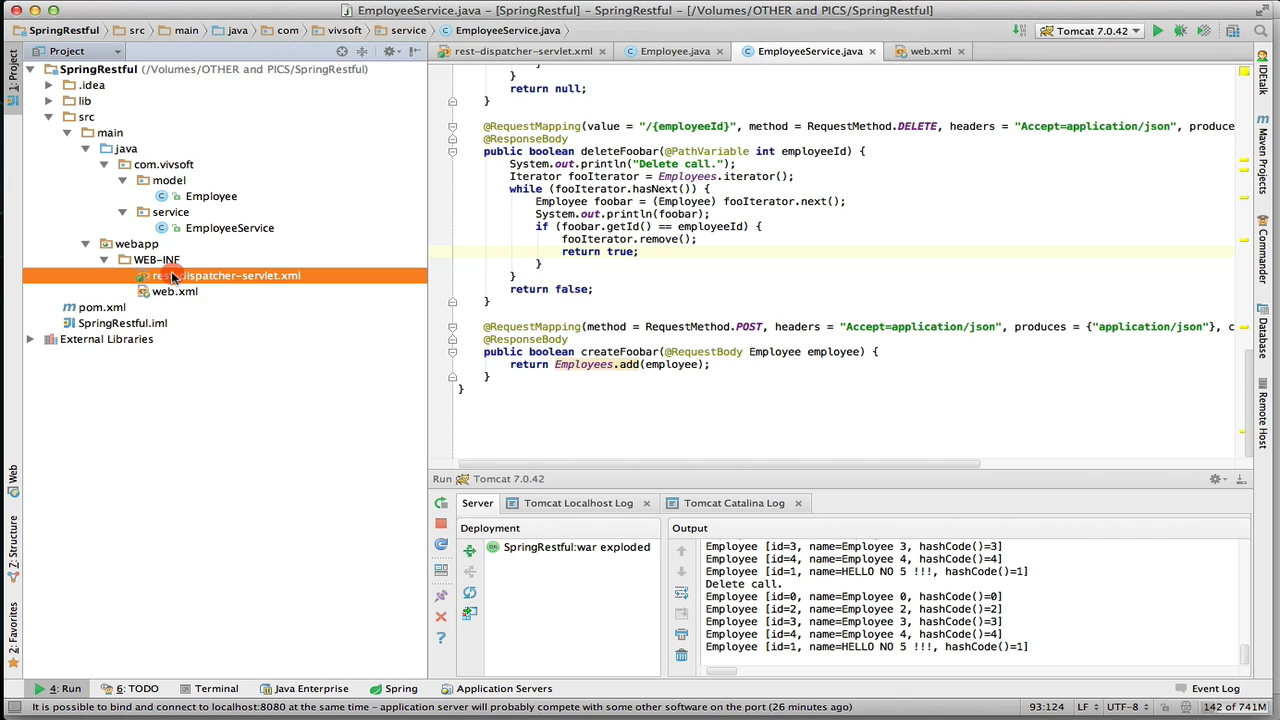 EmployeeService.java - [SpringRestful] - SpringRestful - [/Volumes/OTHER and PICS/SpringRestful]
SpringRestful src main java com vivsoft service EmployeeService.java
Tomcat 7.0.42
Project
rest-dispatcher-servlet.xml
Employee.java
EmployeeService.java
web.xml
1: Project
SpringRestful (/Volumes/OTHER and PICS/SpringRestful)
.idea
lib
src
main
java
com.vivsoft
model
Employee
service
EmployeeService
webapp
WEB-INF
dispatcher-servlet.xml
web.xml
pom.xml
SpringRestful.iml
External Libraries
Web
Z: Structure
2: Favorites
}
}
return null;
}
@RequestMapping(value = "/{employeeId}", method = RequestMethod.DELETE, headers = "Accept=application/json", produce
@ResponseBody
public boolean deleteFoobar(@PathVariable int employeeId) {
System.out.println("Delete call.");
Iterator fooIterator = Employees.iterator();
while (fooIterator.hasNext()) {
Employee foobar = (Employee) fooIterator.next();
System.out.println(foobar);
if (foobar.getId() == employeeId) {
fooIterator.remove();
return true;
}
}
return false;
}
@RequestMapping(method = RequestMethod.POST, headers = "Accept=application/json", produces = {"application/json"}, c
@ResponseBody
public boolean createFoobar(@RequestBody Employee employee) {
return Employees.add(employee);
}
}
IDEtalk
Maven Projects
Commander
Database
Remote Host
Run Tomcat 7.0.42
Server
Tomcat Localhost Log
Tomcat Catalina Log
Deployment
SpringRestful:war exploded
Output
Employee [id=3, name=Employee 3, hashCode()=3]
Employee [id=4, name=Employee 4, hashCode()=4]
Employee [id=1, name=HELLO NO 5 !!!, hashCode()=1]
Delete call.
Employee [id=0, name=Employee 0, hashCode()=0]
Employee [id=2, name=Employee 2, hashCode()=2]
Employee [id=3, name=Employee 3, hashCode()=3]
Employee [id=4, name=Employee 4, hashCode()=4]
Employee [id=1, name=HELLO NO 5 !!!, hashCode()=1]
4: Run
6: TODO
Terminal
Java Enterprise
Spring
Application Servers
Event Log
It is possible to bind and connect to localhost:8080 at the same time - application server will probably compete with some other software on the port (26 minutes ago)
93:124
LF
UTF-8
142 of 741M